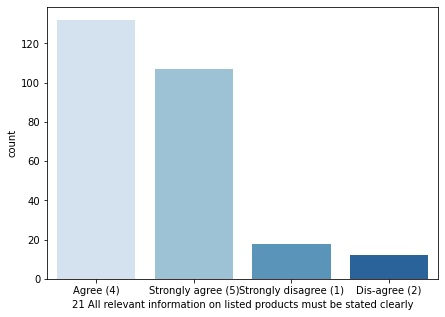 120
100
80
60
40
20
0
count
Agree (4) Strongly agree (5) Strongly disagree (1) Dis-agree (2)
21 All relevant information on listed products must be stated clearly